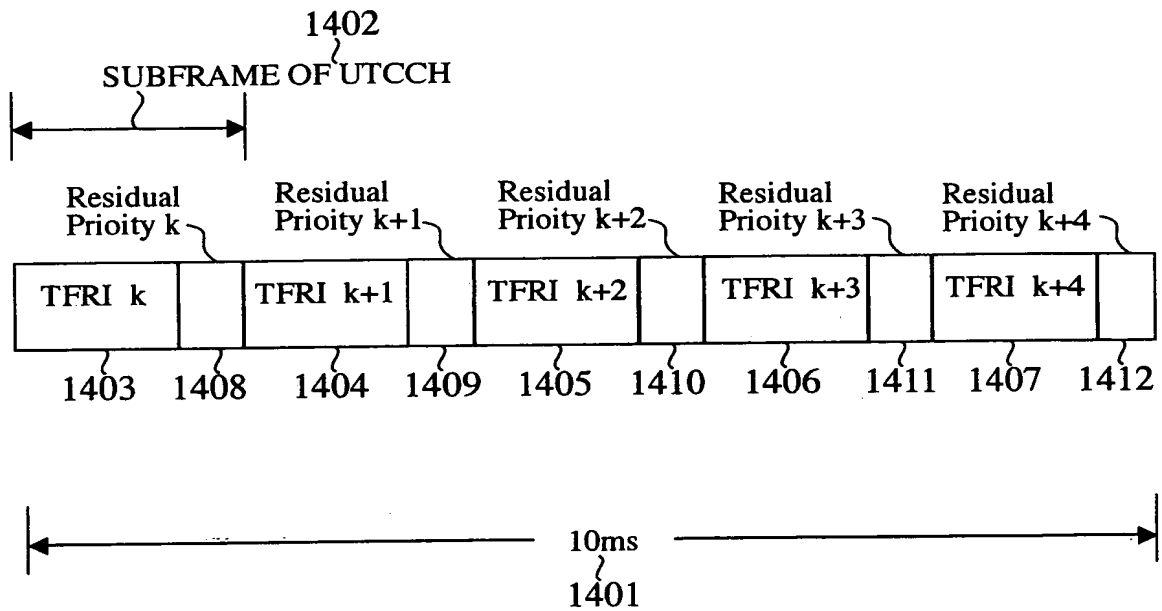 1402
SUBFRAME OF UTCCH
Residual
Prioity k
Residual
Prioity k+1
Residual
Prioity k+2
Residual
Prioity k+3
Residual
Prioity k+4
TFRI k
TFRI k+1
TFRI k+2
TFRI k+3
TFRI k+4
1403
1408
1404
1409
1405
1410
1406
1411
1407
1412
10ms
1401